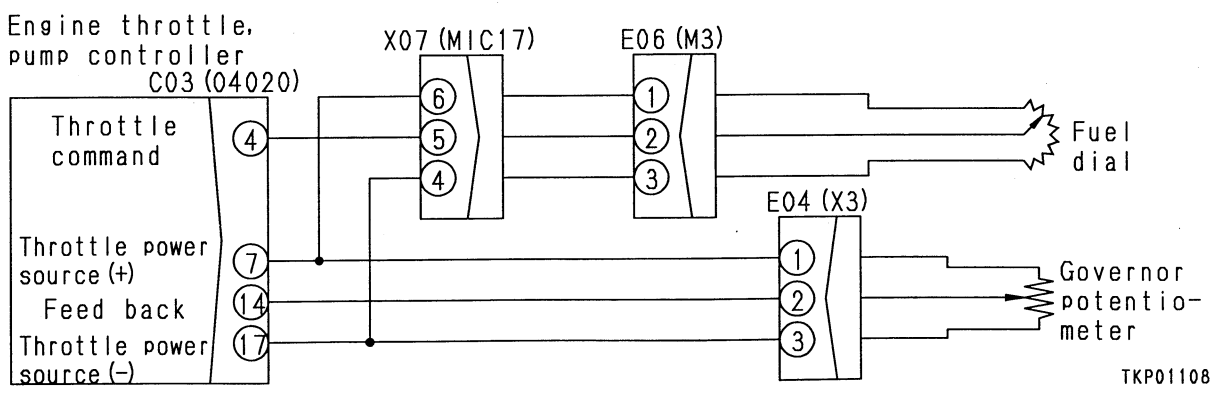 Engine throttle,
pump controller
C03 (04020)
X07 (MIC17)
E06 (M3)
Throttle
command
4
6
5
4
1
2
3
Fuel
dial
E04 (X3)
Throttle power
source (+)
7
Feed back
14
Throttle power
source (-)
17
1
2
3
Governor
potentio-
meter
TKP01108